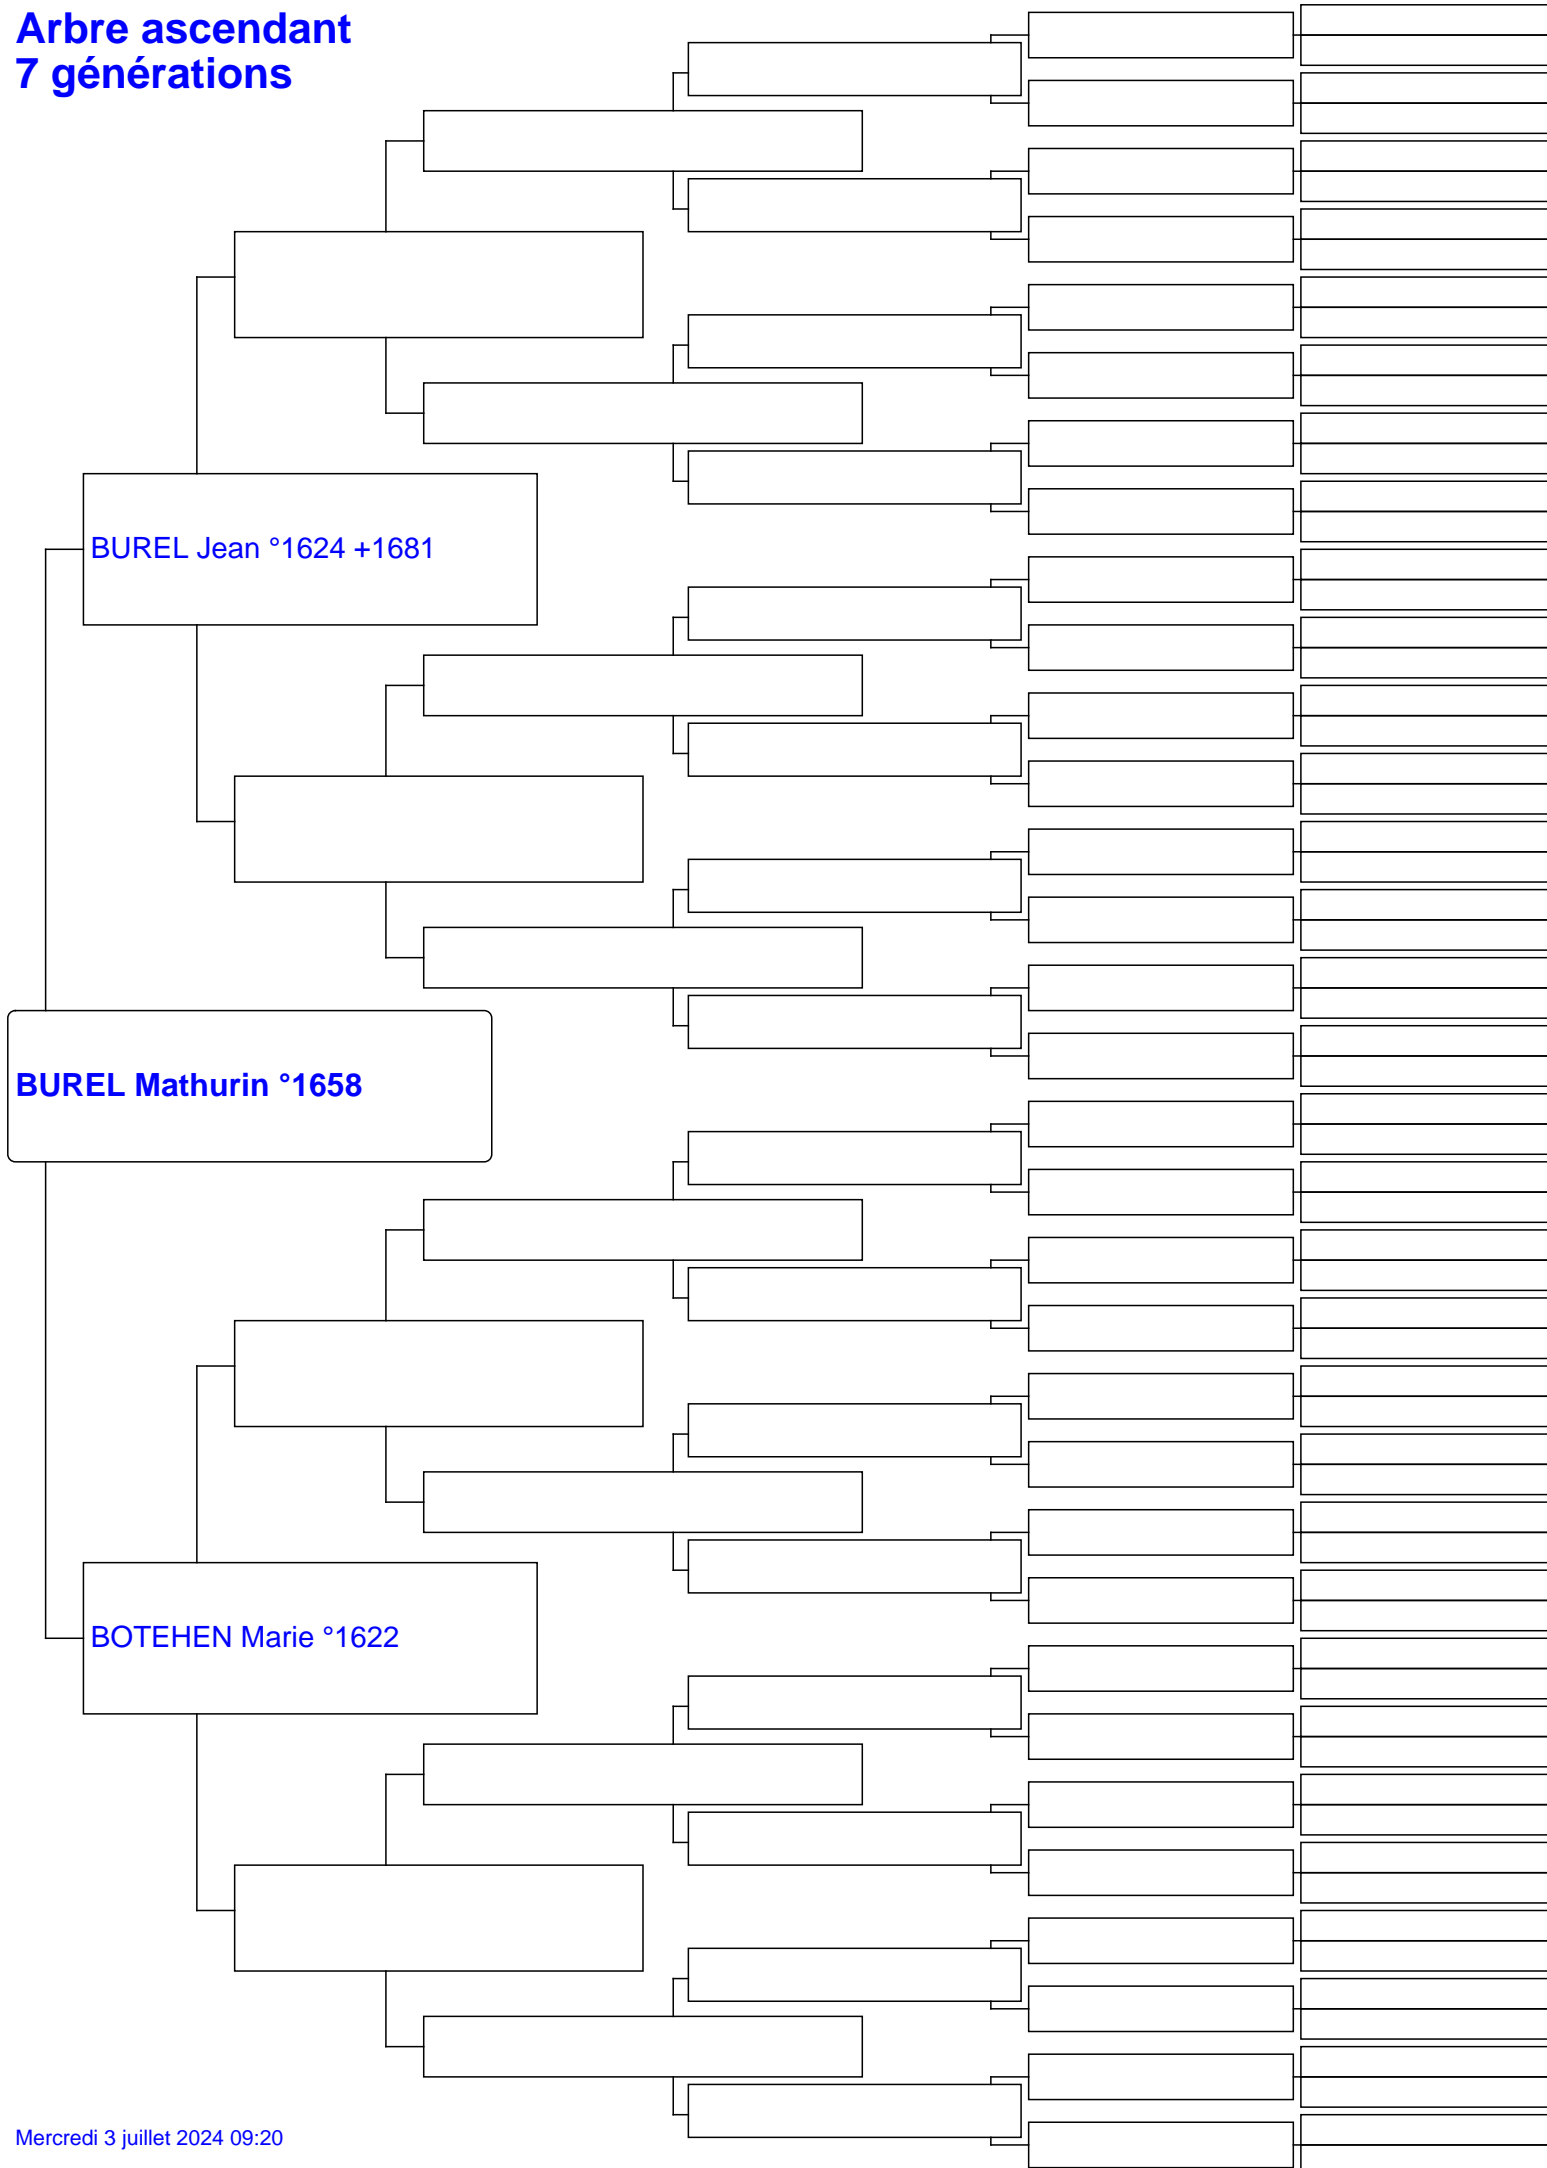 Arbre ascendant
7 générations
BUREL Jean °1624 +1681
BUREL Mathurin °1658
BOTEHEN Marie °1622
Mercredi 3 juillet 2024 09:20